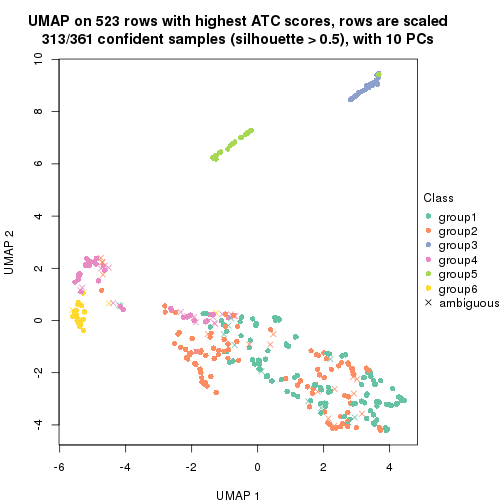 UMAP on 523 rows with highest ATC scores, rows are scaled
313/361 confident samples (silhouette > 0.5), with 10 PCs
10
8
6
4
2
0
-2
-4
UMAP 2
-6
-4
-2
0
2
4
UMAP 1
Class
group1
group2
group3
group4
group5
group6
ambiguous